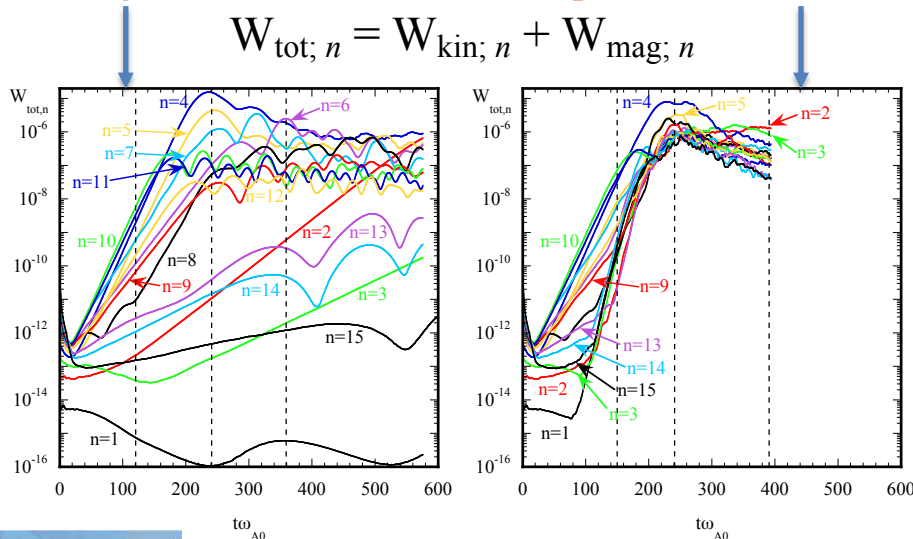 W_tot; n = W_kin; n + W_mag; n
W_tot,n
10^-6
10^-8
10^-10
10^-12
10^-14
10^-16
n=4
n=6
n=5
n=7
n=11
n=12
n=10
n=2
n=13
n=8
n=9
n=14
n=3
n=15
n=1
0 100 200 300 400 500 600
tω_A0
W_tot,n
10^-6
10^-8
10^-10
10^-12
10^-14
10^-16
n=4
n=5
n=2
n=3
n=10
n=9
n=13
n=14
n=15
n=2
n=3
n=1
0 100 200 300 400 500 600
tω_A0